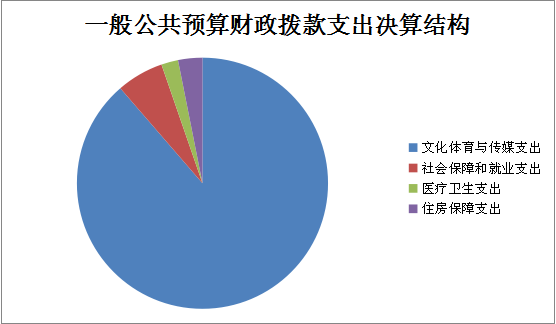 一般公共预算财政拨款支出决算结构
文化体育与传媒支出
社会保障和就业支出
医疗卫生支出
住房保障支出